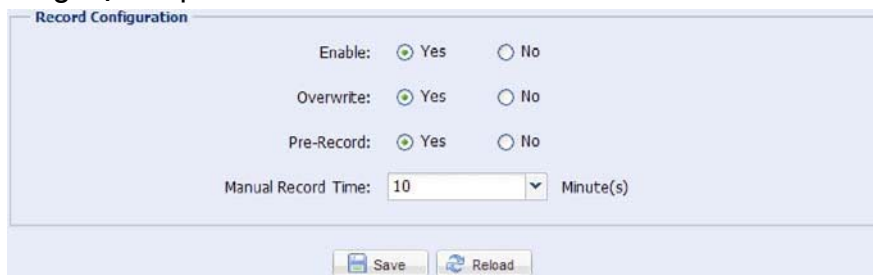 Record Configuration
Enable: Yes No
Overwrite: Yes No
Pre-Record: Yes No
Manual Record Time: 10 Minute(s)
Save Reload